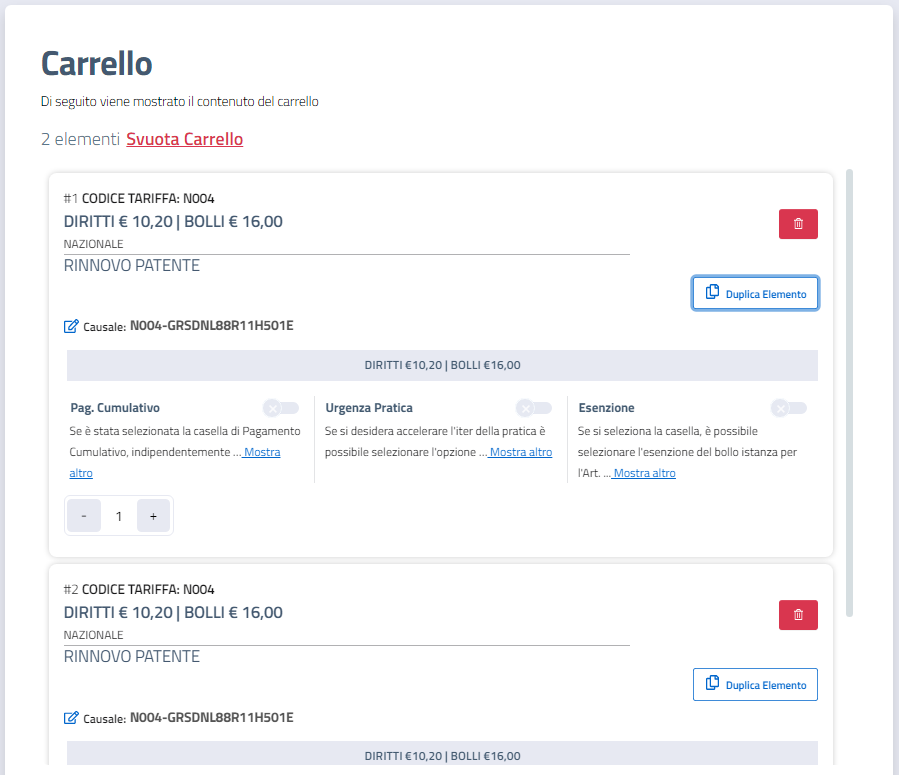 Carrello
Di seguito viene mostrato il contenuto del carrello
2 elementi Svuota Carrello
#1 CODICE TARIFFA: N004
DIRITTI € 10,20 | BOLLI € 16,00
NAZIONALE
RINNOVO PATENTE
Duplica Elemento
Causale: N004-GRSDNL88R11H501E
DIRITTI €10,20 | BOLLI €16,00
Pag. Cumulativo
Se è stata selezionata la casella di Pagamento
Cumulativo, indipendentemente ... Mostra
altro
Urgenza Pratica
Se si desidera accelerare l'iter della pratica è
possibile selezionare l'opzione ... Mostra altro
Esenzione
Se si seleziona la casella, è possibile
selezionare l'esenzione del bollo istanza per
l'Art. ... Mostra altro
- 1 +
#2 CODICE TARIFFA: N004
DIRITTI € 10,20 | BOLLI € 16,00
NAZIONALE
RINNOVO PATENTE
Duplica Elemento
Causale: N004-GRSDNL88R11H501E
DIRITTI €10,20 | BOLLI €16,00